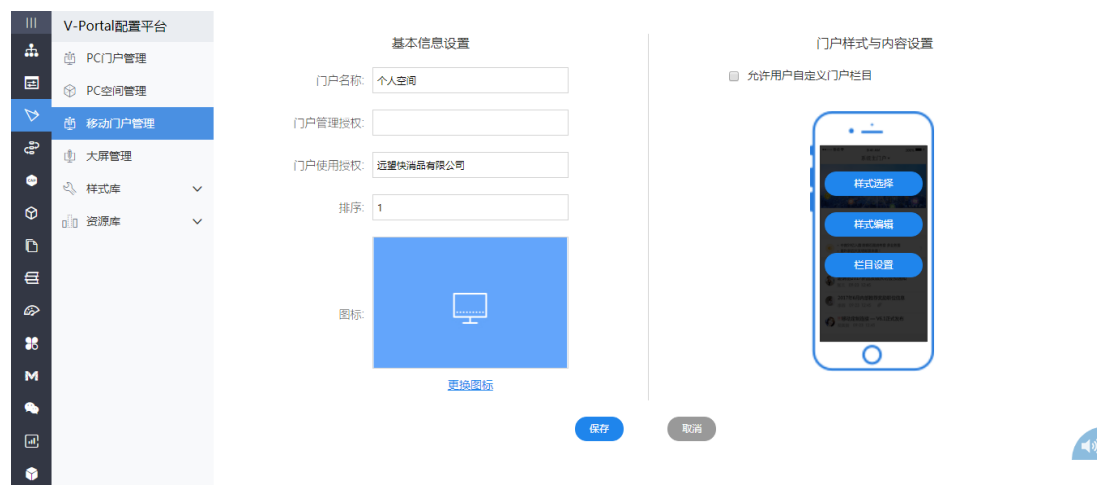 V-Portal配置平台
PC门户管理
PC空间管理
移动门户管理
大屏管理
样式库
资源库
基本信息设置
门户名称: 个人空间
门户管理授权:
门户使用授权: 远望快消品有限公司
排序: 1
图标:
更换图标
门户样式与内容设置
允许用户自定义门户栏目
样式选择
样式编辑
栏目设置
保存
取消